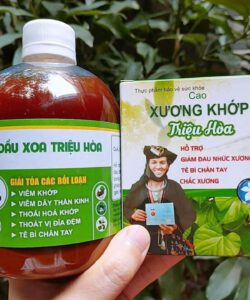 DẦU XOA TRIỆU HÒA
GIẢI TỎA CÁC RỐI LOẠN
VIÊM KHỚP
VIÊM DÂY THẦN KINH
THOÁI HOÁ KHỚP
THOÁT VỊ ĐĨA ĐỆM
TÊ BÌ CHÂN TAY
Thực phẩm bảo vệ sức khỏe
Cao
XƯƠNG KHỚP
Triệu Hòa
HỖ TRỢ
GIẢM ĐAU NHỨC XƯƠNG
TÊ BÌ CHÂN TAY
CHẮC XƯƠNG